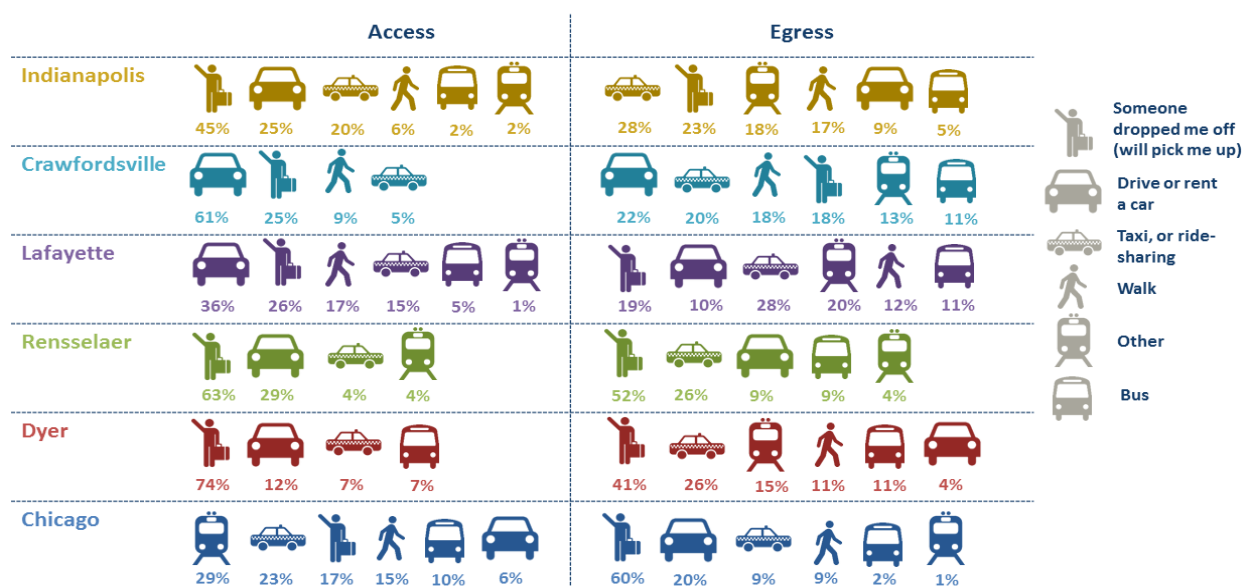 Access Egress
Indianapolis
45% 25% 20% 6% 2% 2% 28% 23% 18% 17% 9% 5%
Crawfordsville
61% 25% 9% 5% 22% 20% 18% 18% 13% 11%
Lafayette
36% 26% 17% 15% 5% 1% 19% 10% 28% 20% 12% 11%
Rensselaer
63% 29% 4% 4% 52% 26% 9% 9% 4%
Dyer
74% 12% 7% 7% 41% 26% 15% 11% 11% 4%
Chicago
29% 23% 17% 15% 10% 6% 60% 20% 9% 9% 2% 1%
Someone
dropped me off
(will pick me up)
Drive or rent
a car
Taxi, or ride-
sharing
Walk
Other
Bus